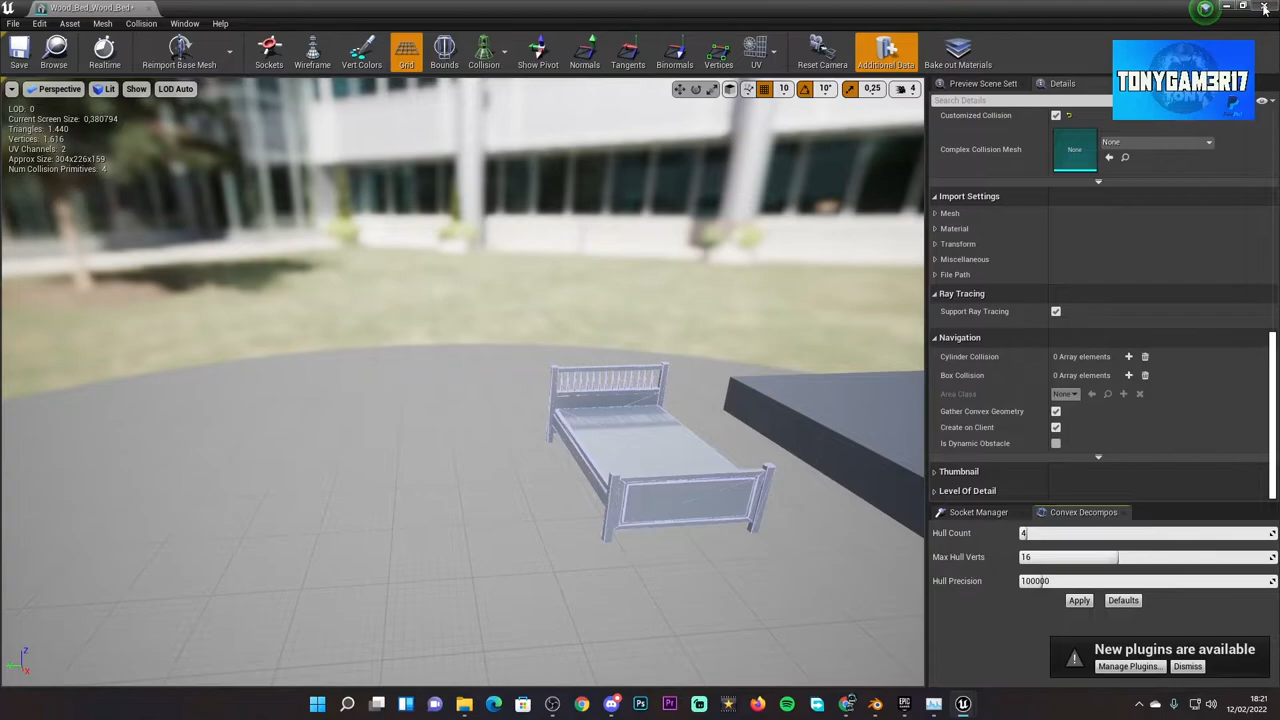 Wood_Bed_Wood_Bed*
File Edit Asset Mesh Collision Window Help
Save Browse Realtime Reimport Base Mesh Sockets Wireframe Vert Colors Grid Bounds Collision Show Pivot Normals Tangents Binormals Vertices UV Reset Camera Additional Data Bake out Materials
Perspective Lit Show LOD Auto 10 10° 0,25 4
LOD: 0
Current Screen Size: 0,380794
Triangles: 1.440
Vertices: 1.616
UV Channels: 2
Approx Size: 304x226x159
Num Collision Primitives: 4
Preview Scene Sett Details
Search Details
TONYGAM3R17
Customized Collision
Complex Collision Mesh None None
Import Settings
Mesh
Material
Transform
Miscellaneous
File Path
Ray Tracing
Support Ray Tracing
Navigation
Cylinder Collision 0 Array elements
Box Collision 0 Array elements
Area Class None
Gather Convex Geometry
Create on Client
Is Dynamic Obstacle
Thumbnail
Level Of Detail
Socket Manager Convex Decompos
Hull Count 4
Max Hull Verts 16
Hull Precision 100000
Apply Defaults
New plugins are available
Manage Plugins... Dismiss
Z
X
18:21
12/02/2022